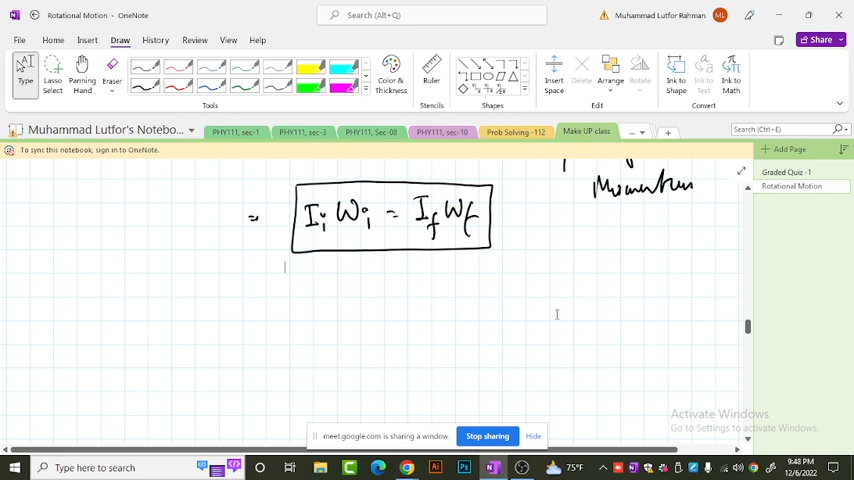 Rotational Motion - OneNote
Search (Alt+Q)
Muhammad Lutfor Rahman
ML
File Home Insert Draw History Review View Help
Share
Type
Lasso Select
Panning Hand
Eraser
Color & thickness
Ruler
Insert Space
Delete
Arrange
Rotate
Ink to Shape
Ink to Text
Ink to Math
Tools
Stencils
Shapes
Edit
Convert
Muhammad Lutfor's Notebo...
PHY111, sec-1
PHY111, sec-3
PHY111, Sec-08
PHY111, sec-10
Prob Solving -112
Make UP class
Search (Ctrl+E)
To sync this notebook, sign in to OneNote.
Add Page
Graded Quiz -1
Rotational Motion
Momentum
= I_i W_i = I_f W_f
Activate Windows
Go to Settings to activate Windows.
meet.google.com is sharing a window.
Stop sharing
Hide
Type here to search
75°F
9:48 PM
12/6/2022